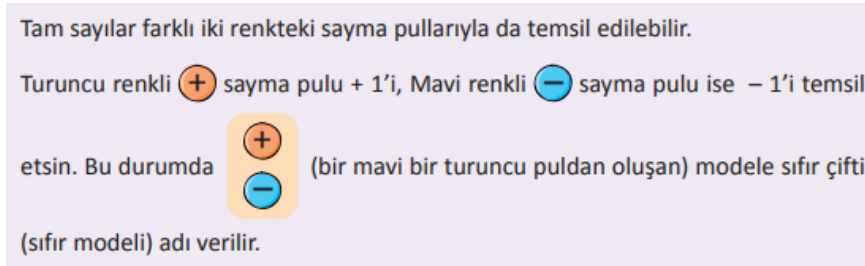 Tam sayılar farklı iki renkteki sayma pullarıyla da temsil edilebilir.
Turuncu renkli + sayma pulu + 1’i, Mavi renkli − sayma pulu ise – 1’i temsil
+
etsin. Bu durumda (bir mavi bir turuncu puldan oluşan) modele sıfır çifti
−
(sıfır modeli) adı verilir.